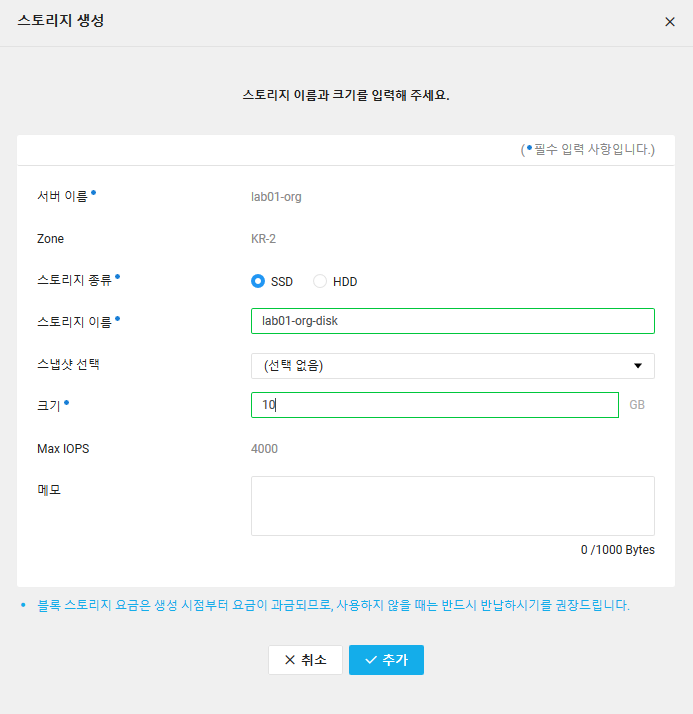 스토리지 생성
스토리지 이름과 크기를 입력해 주세요.
(•필수 입력 사항입니다.)
서버 이름• lab01-org
Zone KR-2
스토리지 종류• SSD HDD
스토리지 이름• lab01-org-disk
스냅샷 선택 (선택 없음)
크기• 10 GB
Max IOPS 4000
메모
0 /1000 Bytes
• 블록 스토리지 요금은 생성 시점부터 요금이 과금되므로, 사용하지 않을 때는 반드시 반납하시기를 권장드립니다.
취소 추가